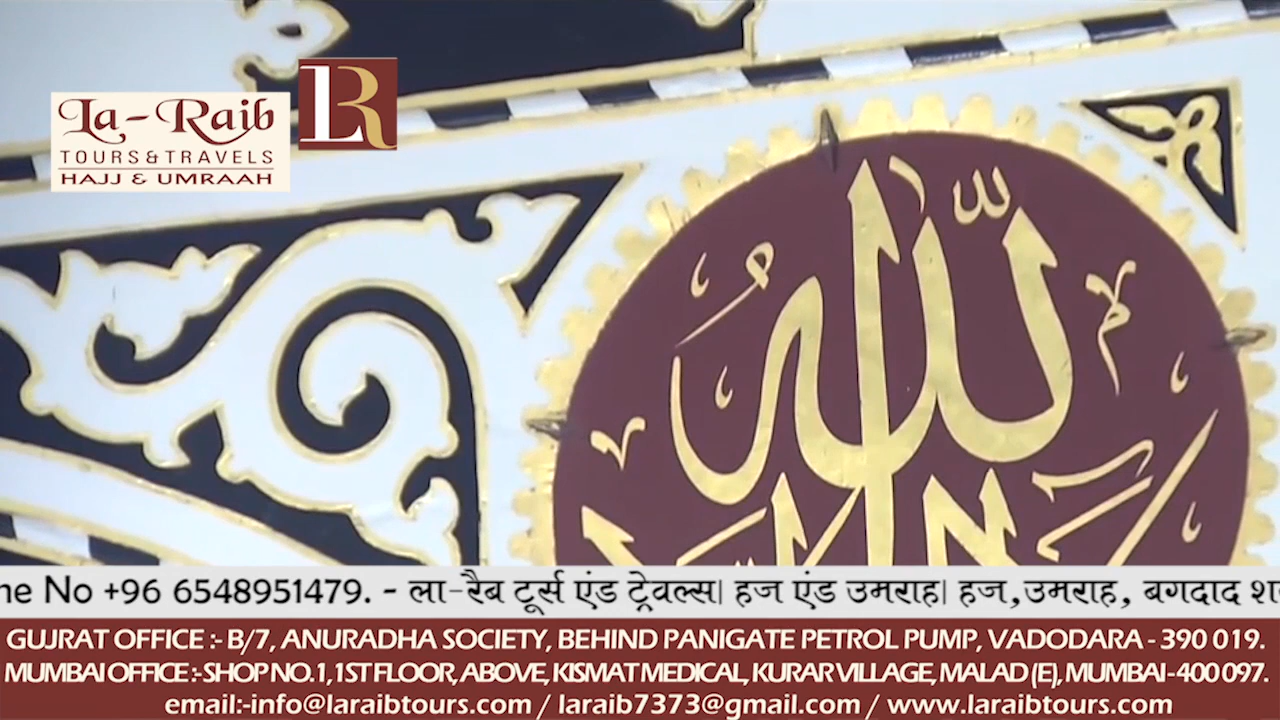 La-Raib
TOURS & TRAVELS
HAJJ & UMRAAH
LR
الله
ne No +96 6548951479. - ला-रैब टूर्स एंड ट्रेवल्स। हज एंड उमराह। हज,उमराह, बगदाद श
GUJRAT OFFICE :- B/7, ANURADHA SOCIETY, BEHIND PANIGATE PETROL PUMP, VADODARA - 390 019.
MUMBAI OFFICE :- SHOP NO. 1, 1ST FLOOR, ABOVE, KISMAT MEDICAL, KURAR VILLAGE, MALAD (E), MUMBAI - 400 097.
email:-info@laraibtours.com / laraib7373@gmail.com / www.laraibtours.com